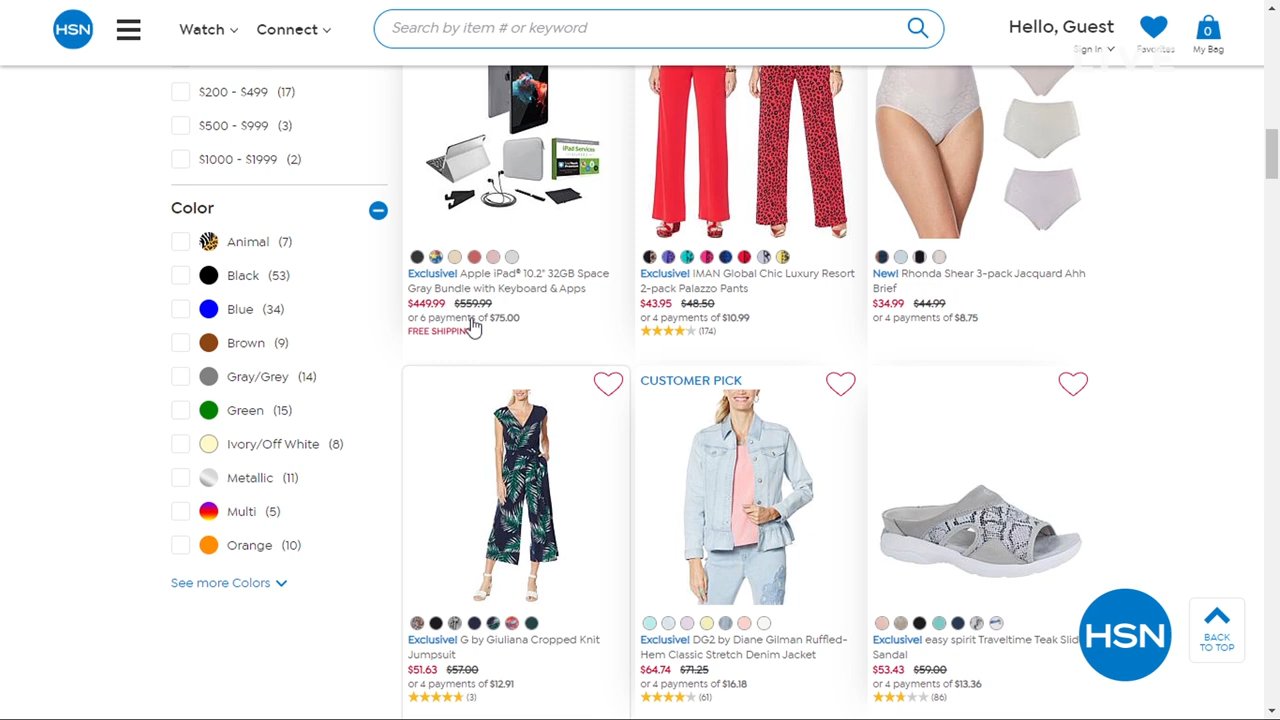 HSN
Watch
Connect
Search by item # or keyword
Hello, Guest
Sign In
Favorites
0
My Bag
LIVE
$200 - $499 (17)
$500 - $999 (3)
$1000 - $1999 (2)
Color
Animal (7)
Black (53)
Blue (34)
Brown (9)
Gray/Grey (14)
Green (15)
Ivory/Off White (8)
Metallic (11)
Multi (5)
Orange (10)
See more Colors
iPad Services
Exclusive! Apple iPad® 10.2" 32GB Space
Gray Bundle with Keyboard & Apps
$449.99 $559.99
or 6 payments of $75.00
FREE SHIPPING
Exclusive! IMAN Global Chic Luxury Resort
2-pack Palazzo Pants
$43.95 $48.50
or 4 payments of $10.99
(174)
New! Rhonda Shear 3-pack Jacquard Ahh
Brief
$34.99 $44.99
or 4 payments of $8.75
Exclusive! G by Giuliana Cropped Knit
Jumpsuit
$51.63 $57.00
or 4 payments of $12.91
(3)
CUSTOMER PICK
Exclusive! DG2 by Diane Gilman Ruffled-
Hem Classic Stretch Denim Jacket
$64.74 $71.25
or 4 payments of $16.18
(61)
Exclusive! easy spirit Traveltime Teak Slid
Sandal
$53.43 $59.00
or 4 payments of $13.36
(86)
HSN
BACK
TO TOP